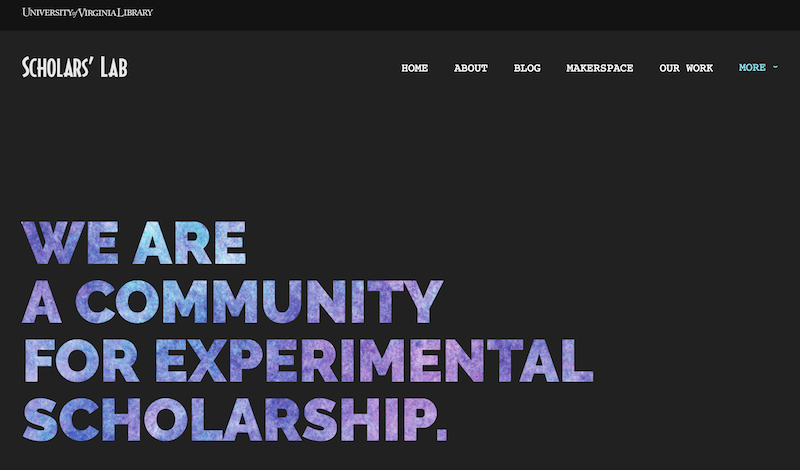 UNIVERSITY of VIRGINIA LIBRARY
SCHOLARS' LAB
HOME ABOUT BLOG MAKERSPACE OUR WORK MORE
WE ARE
A COMMUNITY
FOR EXPERIMENTAL
SCHOLARSHIP.